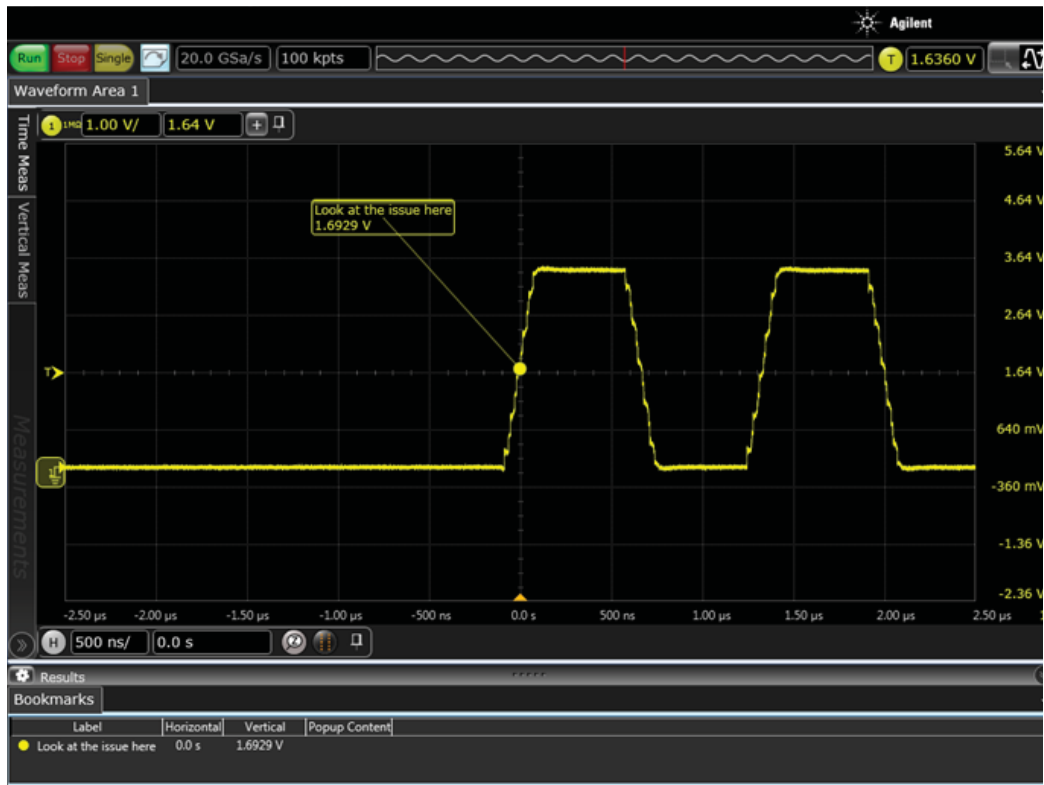 Agilent
Run Stop Single 20.0 GSa/s 100 kpts T 1.6360 V
Waveform Area 1
1 1MΩ 1.00 V/ 1.64 V +
Time Meas
Vertical Meas
Measurements
5.64 V
4.64 V
Look at the issue here
1.6929 V
3.64 V
2.64 V
T 1.64 V
640 mV
1
-360 mV
-1.36 V
-2.36 V
-2.50 µs -2.00 µs -1.50 µs -1.00 µs -500 ns 0.0 s 500 ns 1.00 µs 1.50 µs 2.00 µs 2.50 µs
H 500 ns/ 0.0 s
Results
Bookmarks
Label Horizontal Vertical Popup Content
Look at the issue here 0.0 s 1.6929 V